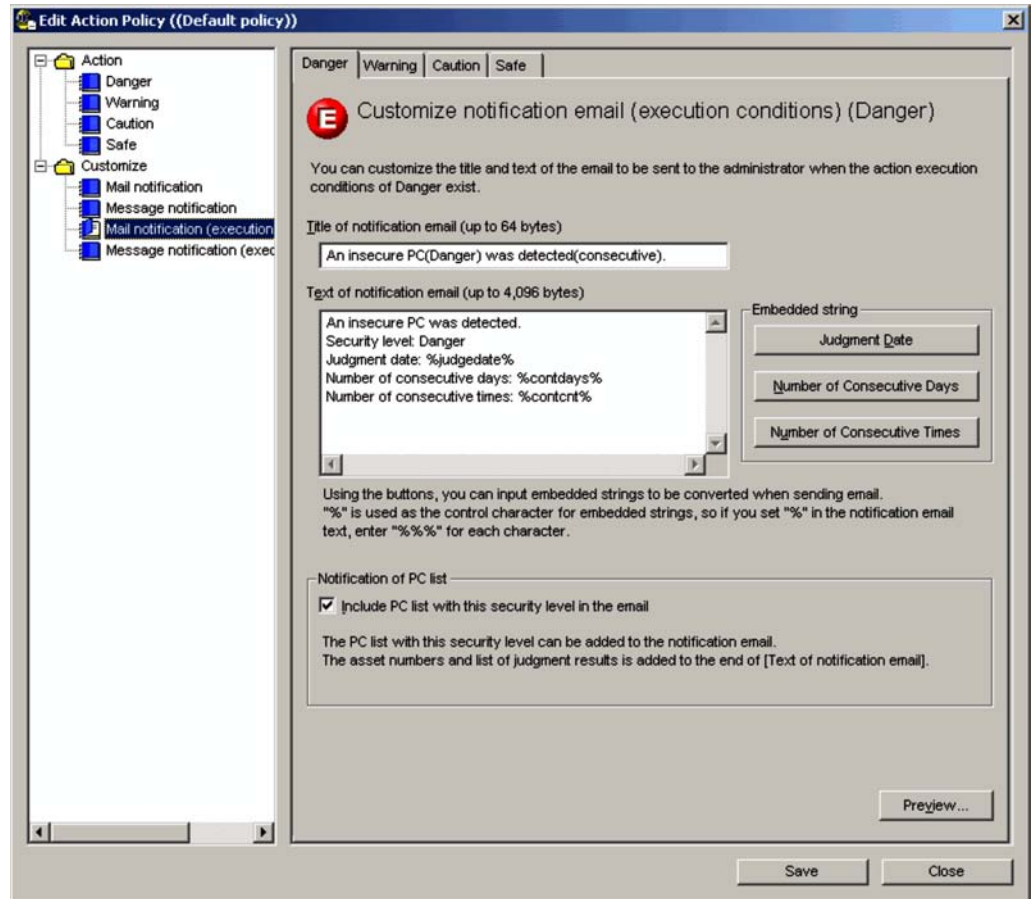 Edit Action Policy ((Default policy))
Action
Danger
Warning
Caution
Safe
Customize
Mail notification
Message notification
Mail notification (execution
Message notification (exec
Danger
Warning
Caution
Safe
E
Customize notification email (execution conditions) (Danger)
You can customize the title and text of the email to be sent to the administrator when the action execution
conditions of Danger exist.
Title of notification email (up to 64 bytes)
An insecure PC(Danger) was detected(consecutive).
Text of notification email (up to 4,096 bytes)
An insecure PC was detected.
Security level: Danger
Judgment date: %judgedate%
Number of consecutive days: %contdays%
Number of consecutive times: %contcnt%
Embedded string
Judgment Date
Number of Consecutive Days
Number of Consecutive Times
Using the buttons, you can input embedded strings to be converted when sending email.
"%" is used as the control character for embedded strings, so if you set "%" in the notification email
text, enter "%%%" for each character.
Notification of PC list
Include PC list with this security level in the email
The PC list with this security level can be added to the notification email.
The asset numbers and list of judgment results is added to the end of [Text of notification email].
Preview...
Save
Close